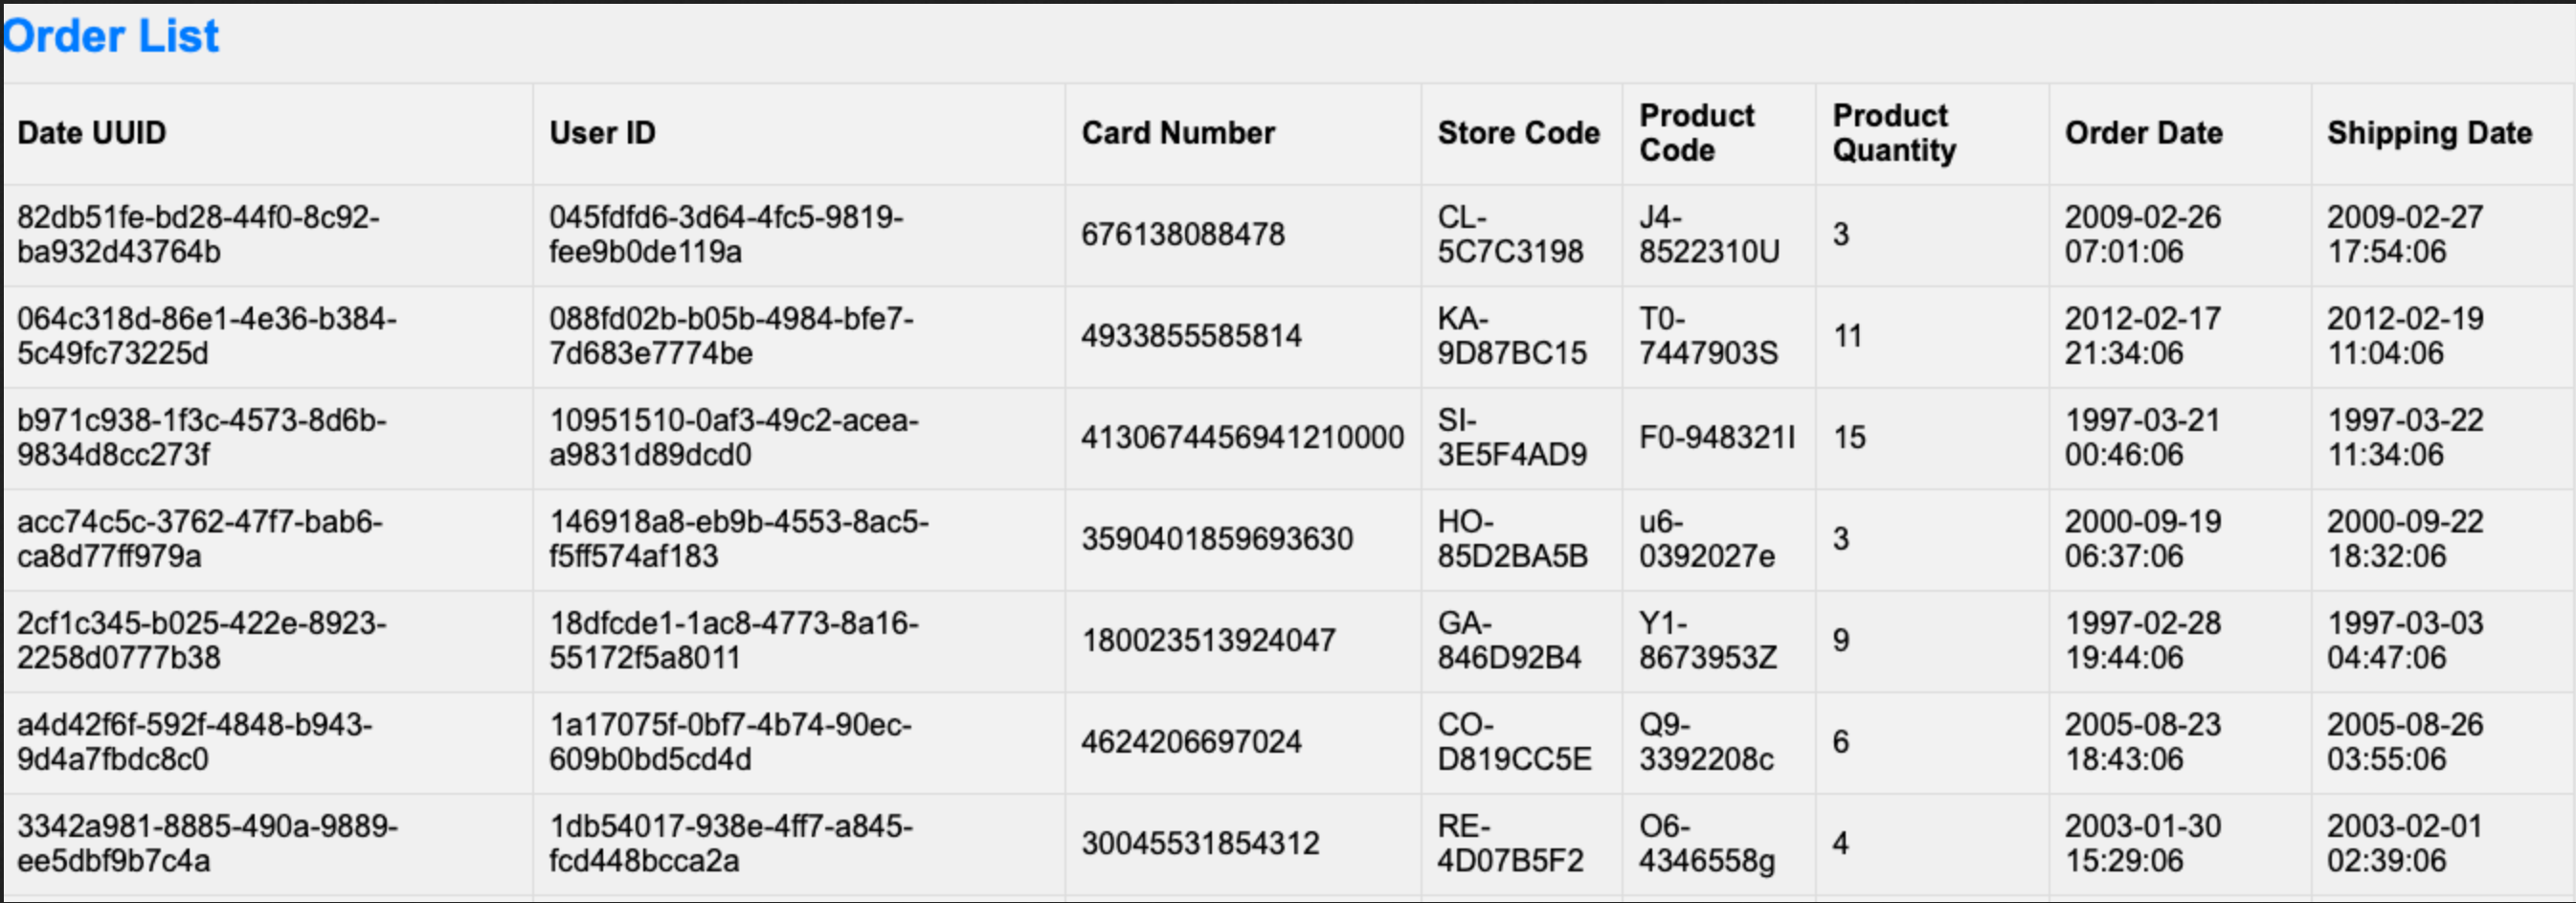 Order List
Date UUID
User ID
Card Number
Store Code
Product
Code
Product
Quantity
Order Date
Shipping Date
82db51fe-bd28-44f0-8c92-
ba932d43764b
045fdfd6-3d64-4fc5-9819-
fee9b0de119a
676138088478
CL-
5C7C3198
J4-
8522310U
3
2009-02-26
07:01:06
2009-02-27
17:54:06
064c318d-86e1-4e36-b384-
5c49fc73225d
088fd02b-b05b-4984-bfe7-
7d683e7774be
4933855585814
KA-
9D87BC15
T0-
7447903S
11
2012-02-17
21:34:06
2012-02-19
11:04:06
b971c938-1f3c-4573-8d6b-
9834d8cc273f
10951510-0af3-49c2-acea-
a9831d89dcd0
4130674456941210000
SI-
3E5F4AD9
F0-948321I
15
1997-03-21
00:46:06
1997-03-22
11:34:06
acc74c5c-3762-47f7-bab6-
ca8d77ff979a
146918a8-eb9b-4553-8ac5-
f5ff574af183
3590401859693630
HO-
85D2BA5B
u6-
0392027e
3
2000-09-19
06:37:06
2000-09-22
18:32:06
2cf1c345-b025-422e-8923-
2258d0777b38
18dfcde1-1ac8-4773-8a16-
55172f5a8011
180023513924047
GA-
846D92B4
Y1-
8673953Z
9
1997-02-28
19:44:06
1997-03-03
04:47:06
a4d42f6f-592f-4848-b943-
9d4a7fbdc8c0
1a17075f-0bf7-4b74-90ec-
609b0bd5cd4d
4624206697024
CO-
D819CC5E
Q9-
3392208c
6
2005-08-23
18:43:06
2005-08-26
03:55:06
3342a981-8885-490a-9889-
ee5dbf9b7c4a
1db54017-938e-4ff7-a845-
fcd448bcca2a
30045531854312
RE-
4D07B5F2
O6-
4346558g
4
2003-01-30
15:29:06
2003-02-01
02:39:06